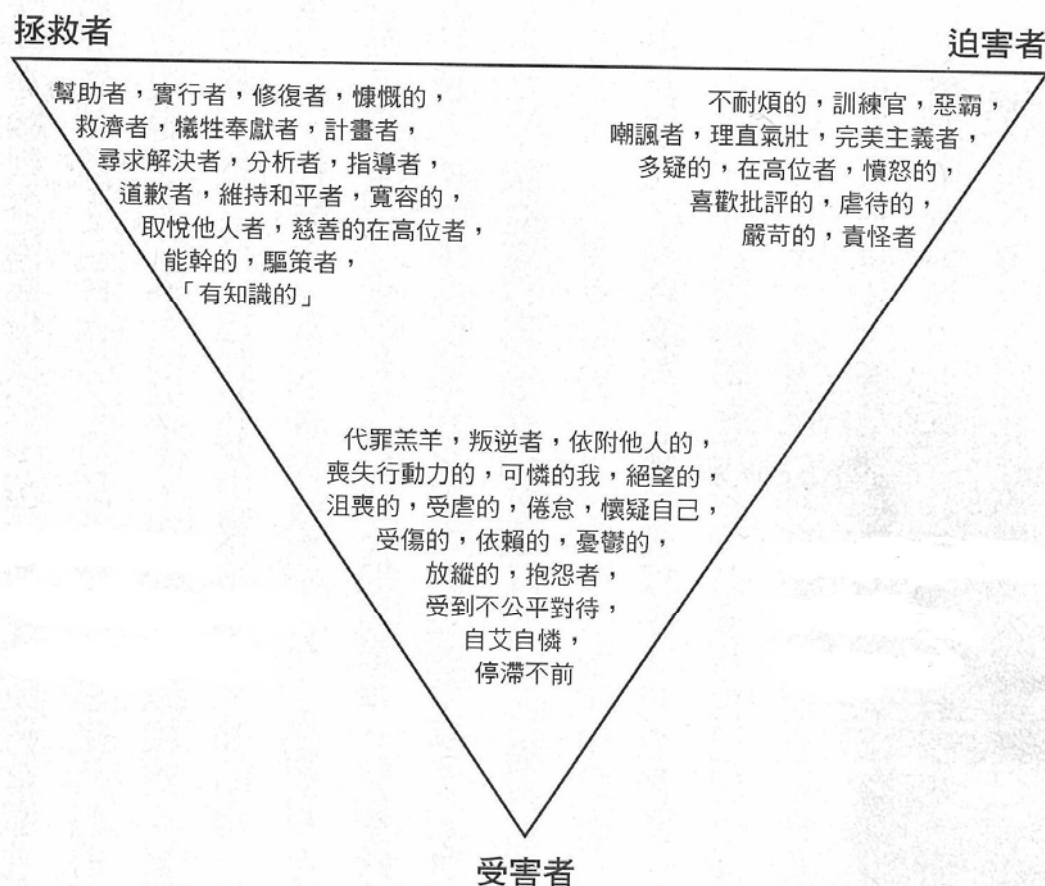 拯救者
迫害者
幫助者，實行者，修復者，慷慨的，
救濟者，犧牲奉獻者，計畫者，
尋求解決者，分析者，指導者，
道歉者，維持和平者，寬容的，
取悅他人者，慈善的在高位者，
能幹的，驅策者，
「有知識的」
不耐煩的，訓練官，惡霸，
嘲諷者，理直氣壯，完美主義者，
多疑的，在高位者，憤怒的，
喜歡批評的，虐待的，
嚴苛的，責怪者
代罪羔羊，叛逆者，依附他人的，
喪失行動力的，可憐的我，絕望的，
沮喪的，受虐的，倦怠，懷疑自己，
受傷的，依賴的，憂鬱的，
放縱的，抱怨者，
受到不公平對待，
自艾自憐，
停滯不前
受害者